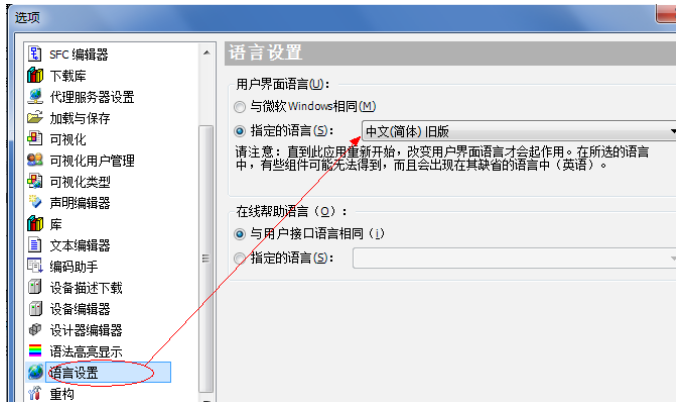 选项
SFC 编辑器
下载库
代理服务器设置
加载与保存
可视化
可视化用户管理
可视化类型
声明编辑器
库
文本编辑器
编码助手
设备描述下载
设备编辑器
设计器编辑器
语法高亮显示
语言设置
重构
语言设置
用户界面语言(U):
与微软Windows相同(M)
指定的语言(S):
中文(简体) 旧版
请注意：直到此应用重新开始，改变用户界面语言才会起作用。在所选的语言
中，有些组件可能无法得到，而且会出现在其缺省的语言中（英语）。
在线帮助语言（O）:
与用户接口语言相同（i）
指定的语言(S):